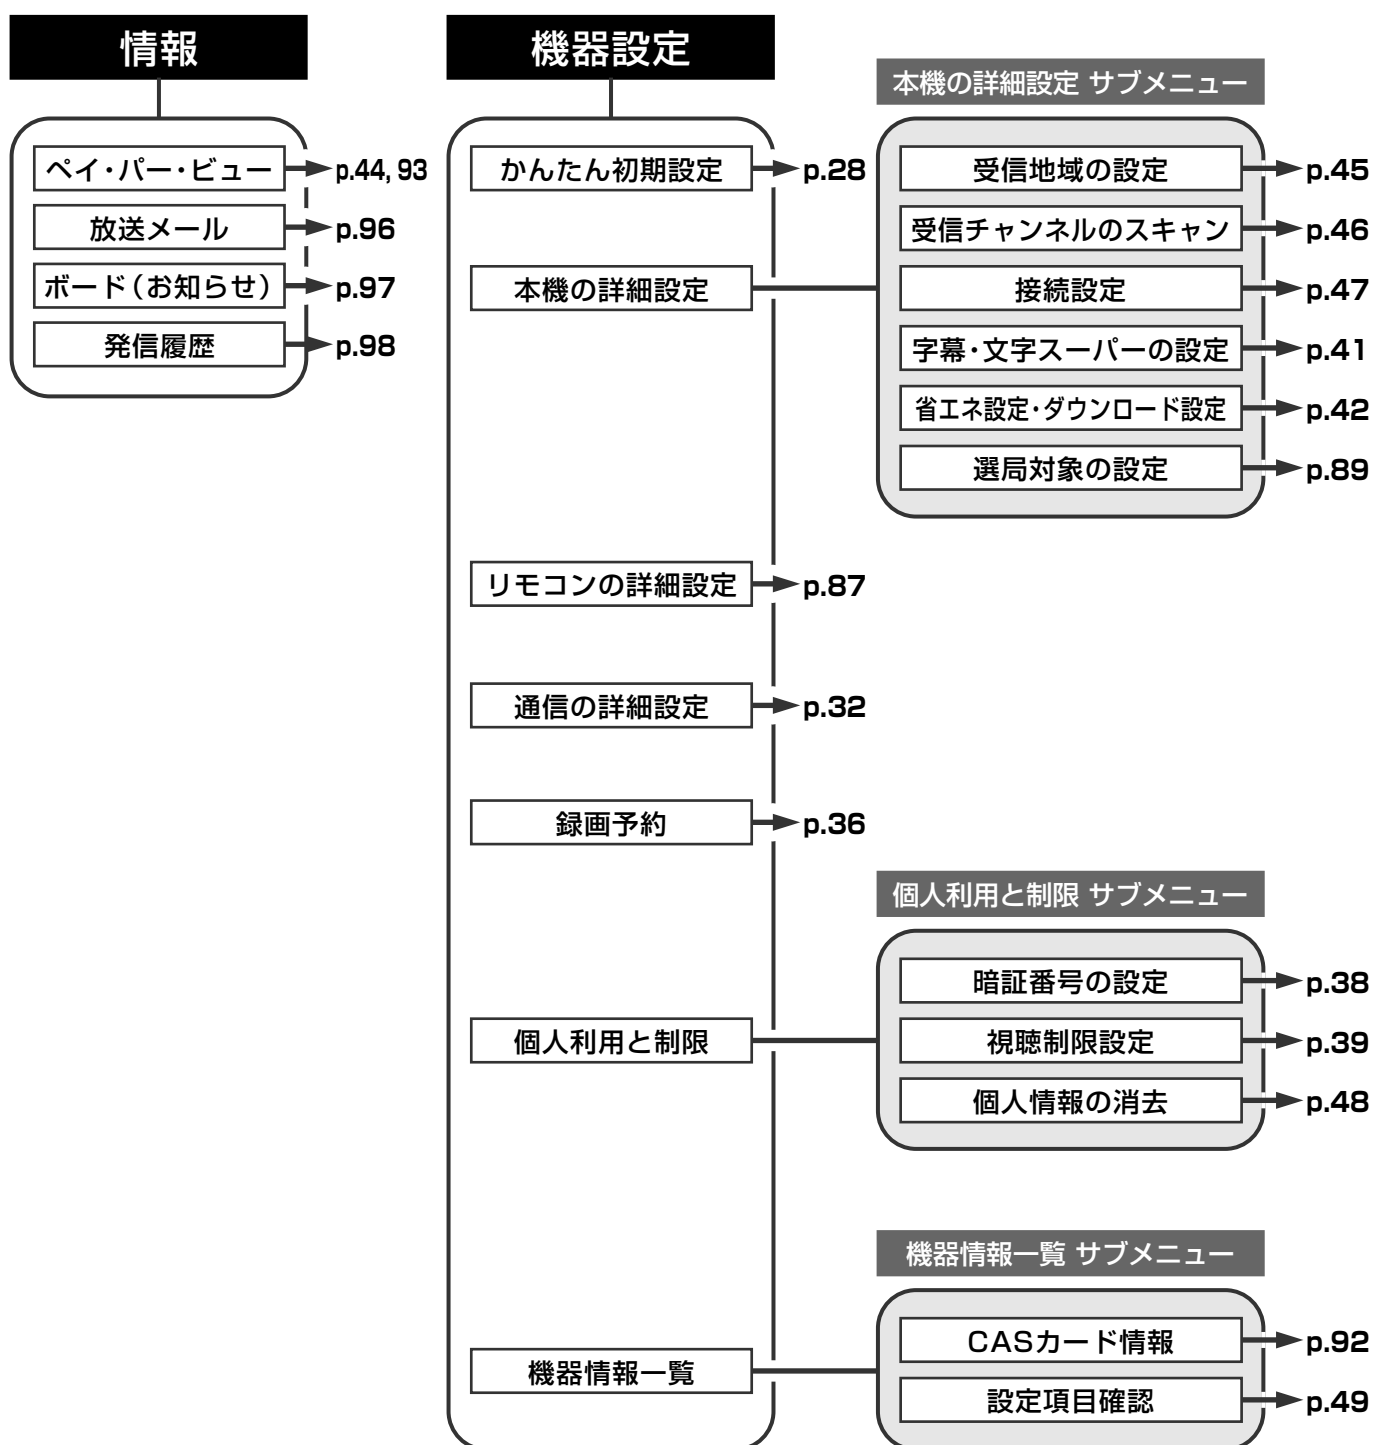 情報
ペイ・パー・ビュー p.44, 93
放送メール p.96
ボード（お知らせ） p.97
発信履歴 p.98
機器設定
かんたん初期設定 p.28
本機の詳細設定
本機の詳細設定 サブメニュー
受信地域の設定 p.45
受信チャンネルのスキャン p.46
接続設定 p.47
字幕・文字スーパーの設定 p.41
省エネ設定・ダウンロード設定 p.42
選局対象の設定 p.89
リモコンの詳細設定 p.87
通信の詳細設定 p.32
録画予約 p.36
個人利用と制限
個人利用と制限 サブメニュー
暗証番号の設定 p.38
視聴制限設定 p.39
個人情報の消去 p.48
機器情報一覧
機器情報一覧 サブメニュー
CASカード情報 p.92
設定項目確認 p.49